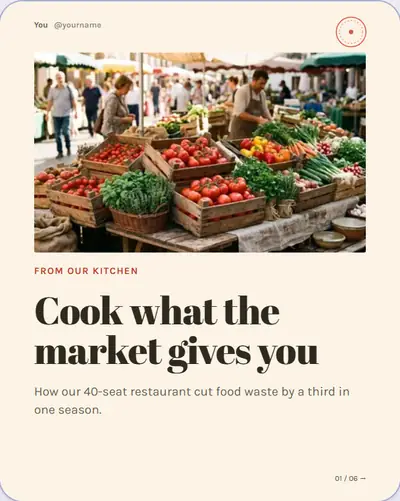 You @yourname
FROM OUR KITCHEN
Cook what the
market gives you
How our 40-seat restaurant cut food waste by a third in
one season.
01 / 06 →